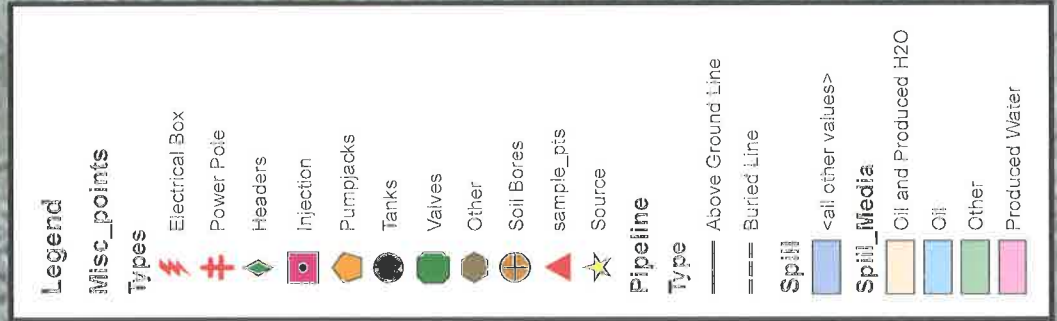 Legend
Misc_points
Types
Electrical Box
Power Pole
Headers
Injection
Pumpjacks
Tanks
Valves
Other
Soil Bores
sample_pts
Source
Pipeline
Type
Above Ground Line
Buried Line
Spill
<all other values>
Spill_Media
Oil and Produced H2O
Oil
Other
Produced Water